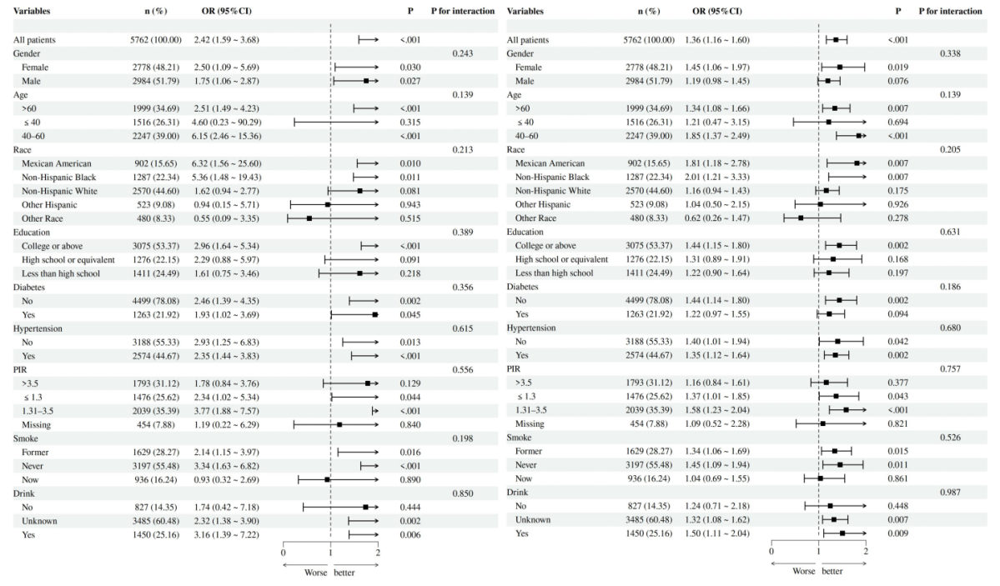 Variables n (%) OR (95%CI) P P for interaction
All patients 5762 (100.00) 2.42 (1.59 ~ 3.68) <.001
Gender 0.243
Female 2778 (48.21) 2.50 (1.09 ~ 5.69) 0.030
Male 2984 (51.79) 1.75 (1.06 ~ 2.87) 0.027
Age 0.139
>60 1999 (34.69) 2.51 (1.49 ~ 4.23) <.001
≤ 40 1516 (26.31) 4.60 (0.23 ~ 90.29) 0.315
40–60 2247 (39.00) 6.15 (2.46 ~ 15.36) <.001
Race 0.213
Mexican American 902 (15.65) 6.32 (1.56 ~ 25.60) 0.010
Non-Hispanic Black 1287 (22.34) 5.36 (1.48 ~ 19.43) 0.011
Non-Hispanic White 2570 (44.60) 1.62 (0.94 ~ 2.77) 0.081
Other Hispanic 523 (9.08) 0.94 (0.15 ~ 5.71) 0.943
Other Race 480 (8.33) 0.55 (0.09 ~ 3.35) 0.515
Education 0.389
College or above 3075 (53.37) 2.96 (1.64 ~ 5.34) <.001
High school or equivalent 1276 (22.15) 2.29 (0.88 ~ 5.97) 0.091
Less than high school 1411 (24.49) 1.61 (0.75 ~ 3.46) 0.218
Diabetes 0.356
No 4499 (78.08) 2.46 (1.39 ~ 4.35) 0.002
Yes 1263 (21.92) 1.93 (1.02 ~ 3.69) 0.045
Hypertension 0.615
No 3188 (55.33) 2.93 (1.25 ~ 6.83) 0.013
Yes 2574 (44.67) 2.35 (1.44 ~ 3.83) <.001
PIR 0.556
>3.5 1793 (31.12) 1.78 (0.84 ~ 3.76) 0.129
≤ 1.3 1476 (25.62) 2.34 (1.02 ~ 5.34) 0.044
1.31–3.5 2039 (35.39) 3.77 (1.88 ~ 7.57) <.001
Missing 454 (7.88) 1.19 (0.22 ~ 6.29) 0.840
Smoke 0.198
Former 1629 (28.27) 2.14 (1.15 ~ 3.97) 0.016
Never 3197 (55.48) 3.34 (1.63 ~ 6.82) <.001
Now 936 (16.24) 0.93 (0.32 ~ 2.69) 0.890
Drink 0.850
No 827 (14.35) 1.74 (0.42 ~ 7.18) 0.444
Unknown 3485 (60.48) 2.32 (1.38 ~ 3.90) 0.002
Yes 1450 (25.16) 3.16 (1.39 ~ 7.22) 0.006
0 1 2
Worse better
Variables n (%) OR (95%CI) P P for interaction
All patients 5762 (100.00) 1.36 (1.16 ~ 1.60) <.001
Gender 0.338
Female 2778 (48.21) 1.45 (1.06 ~ 1.97) 0.019
Male 2984 (51.79) 1.19 (0.98 ~ 1.45) 0.076
Age 0.139
>60 1999 (34.69) 1.34 (1.08 ~ 1.66) 0.007
≤ 40 1516 (26.31) 1.21 (0.47 ~ 3.15) 0.694
40–60 2247 (39.00) 1.85 (1.37 ~ 2.49) <.001
Race 0.205
Mexican American 902 (15.65) 1.81 (1.18 ~ 2.78) 0.007
Non-Hispanic Black 1287 (22.34) 2.01 (1.21 ~ 3.33) 0.007
Non-Hispanic White 2570 (44.60) 1.16 (0.94 ~ 1.43) 0.175
Other Hispanic 523 (9.08) 1.04 (0.50 ~ 2.15) 0.926
Other Race 480 (8.33) 0.62 (0.26 ~ 1.47) 0.278
Education 0.631
College or above 3075 (53.37) 1.44 (1.15 ~ 1.80) 0.002
High school or equivalent 1276 (22.15) 1.31 (0.89 ~ 1.91) 0.168
Less than high school 1411 (24.49) 1.22 (0.90 ~ 1.64) 0.197
Diabetes 0.186
No 4499 (78.08) 1.44 (1.14 ~ 1.80) 0.002
Yes 1263 (21.92) 1.22 (0.97 ~ 1.55) 0.094
Hypertension 0.680
No 3188 (55.33) 1.40 (1.01 ~ 1.94) 0.042
Yes 2574 (44.67) 1.35 (1.12 ~ 1.64) 0.002
PIR 0.757
>3.5 1793 (31.12) 1.16 (0.84 ~ 1.61) 0.377
≤ 1.3 1476 (25.62) 1.37 (1.01 ~ 1.85) 0.043
1.31–3.5 2039 (35.39) 1.58 (1.23 ~ 2.04) <.001
Missing 454 (7.88) 1.09 (0.52 ~ 2.28) 0.821
Smoke 0.526
Former 1629 (28.27) 1.34 (1.06 ~ 1.69) 0.015
Never 3197 (55.48) 1.45 (1.09 ~ 1.94) 0.011
Now 936 (16.24) 1.04 (0.69 ~ 1.55) 0.861
Drink 0.987
No 827 (14.35) 1.24 (0.71 ~ 2.18) 0.448
Unknown 3485 (60.48) 1.32 (1.08 ~ 1.62) 0.007
Yes 1450 (25.16) 1.50 (1.11 ~ 2.04) 0.009
0 1 2
Worse better